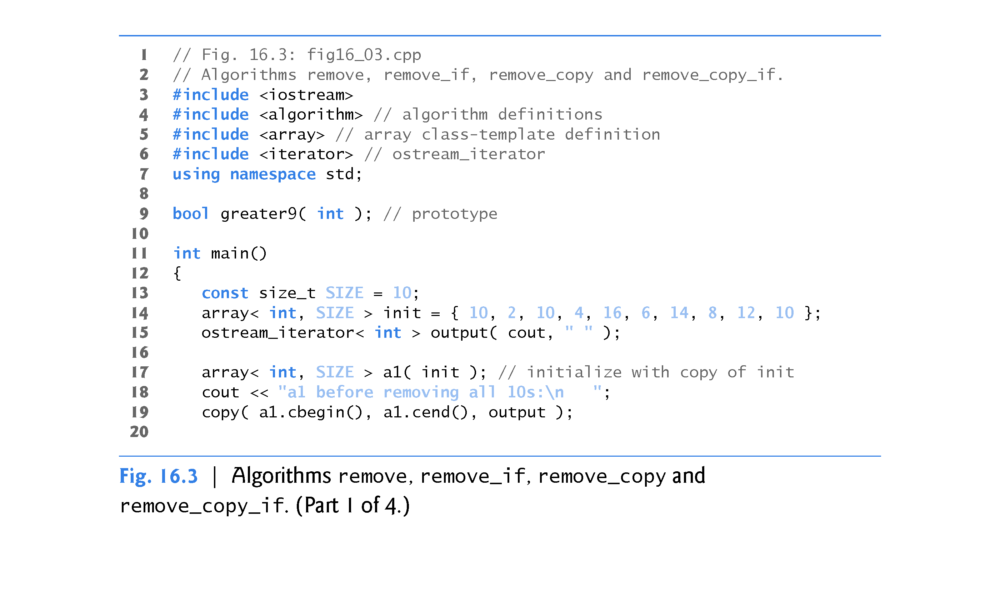 1 // Fig. 16.3: fig16_03.cpp
2 // Algorithms remove, remove_if, remove_copy and remove_copy_if.
3 #include <iostream>
4 #include <algorithm> // algorithm definitions
5 #include <array> // array class-template definition
6 #include <iterator> // ostream_iterator
7 using namespace std;
8
9 bool greater9( int ); // prototype
10
11 int main()
12 {
13    const size_t SIZE = 10;
14    array< int, SIZE > init = { 10, 2, 10, 4, 16, 6, 14, 8, 12, 10 };
15    ostream_iterator< int > output( cout, " " );
16
17    array< int, SIZE > a1( init ); // initialize with copy of init
18    cout << "a1 before removing all 10s:\n   ";
19    copy( a1.cbegin(), a1.cend(), output );
20
Fig. 16.3 | Algorithms remove, remove_if, remove_copy and
remove_copy_if. (Part 1 of 4.)